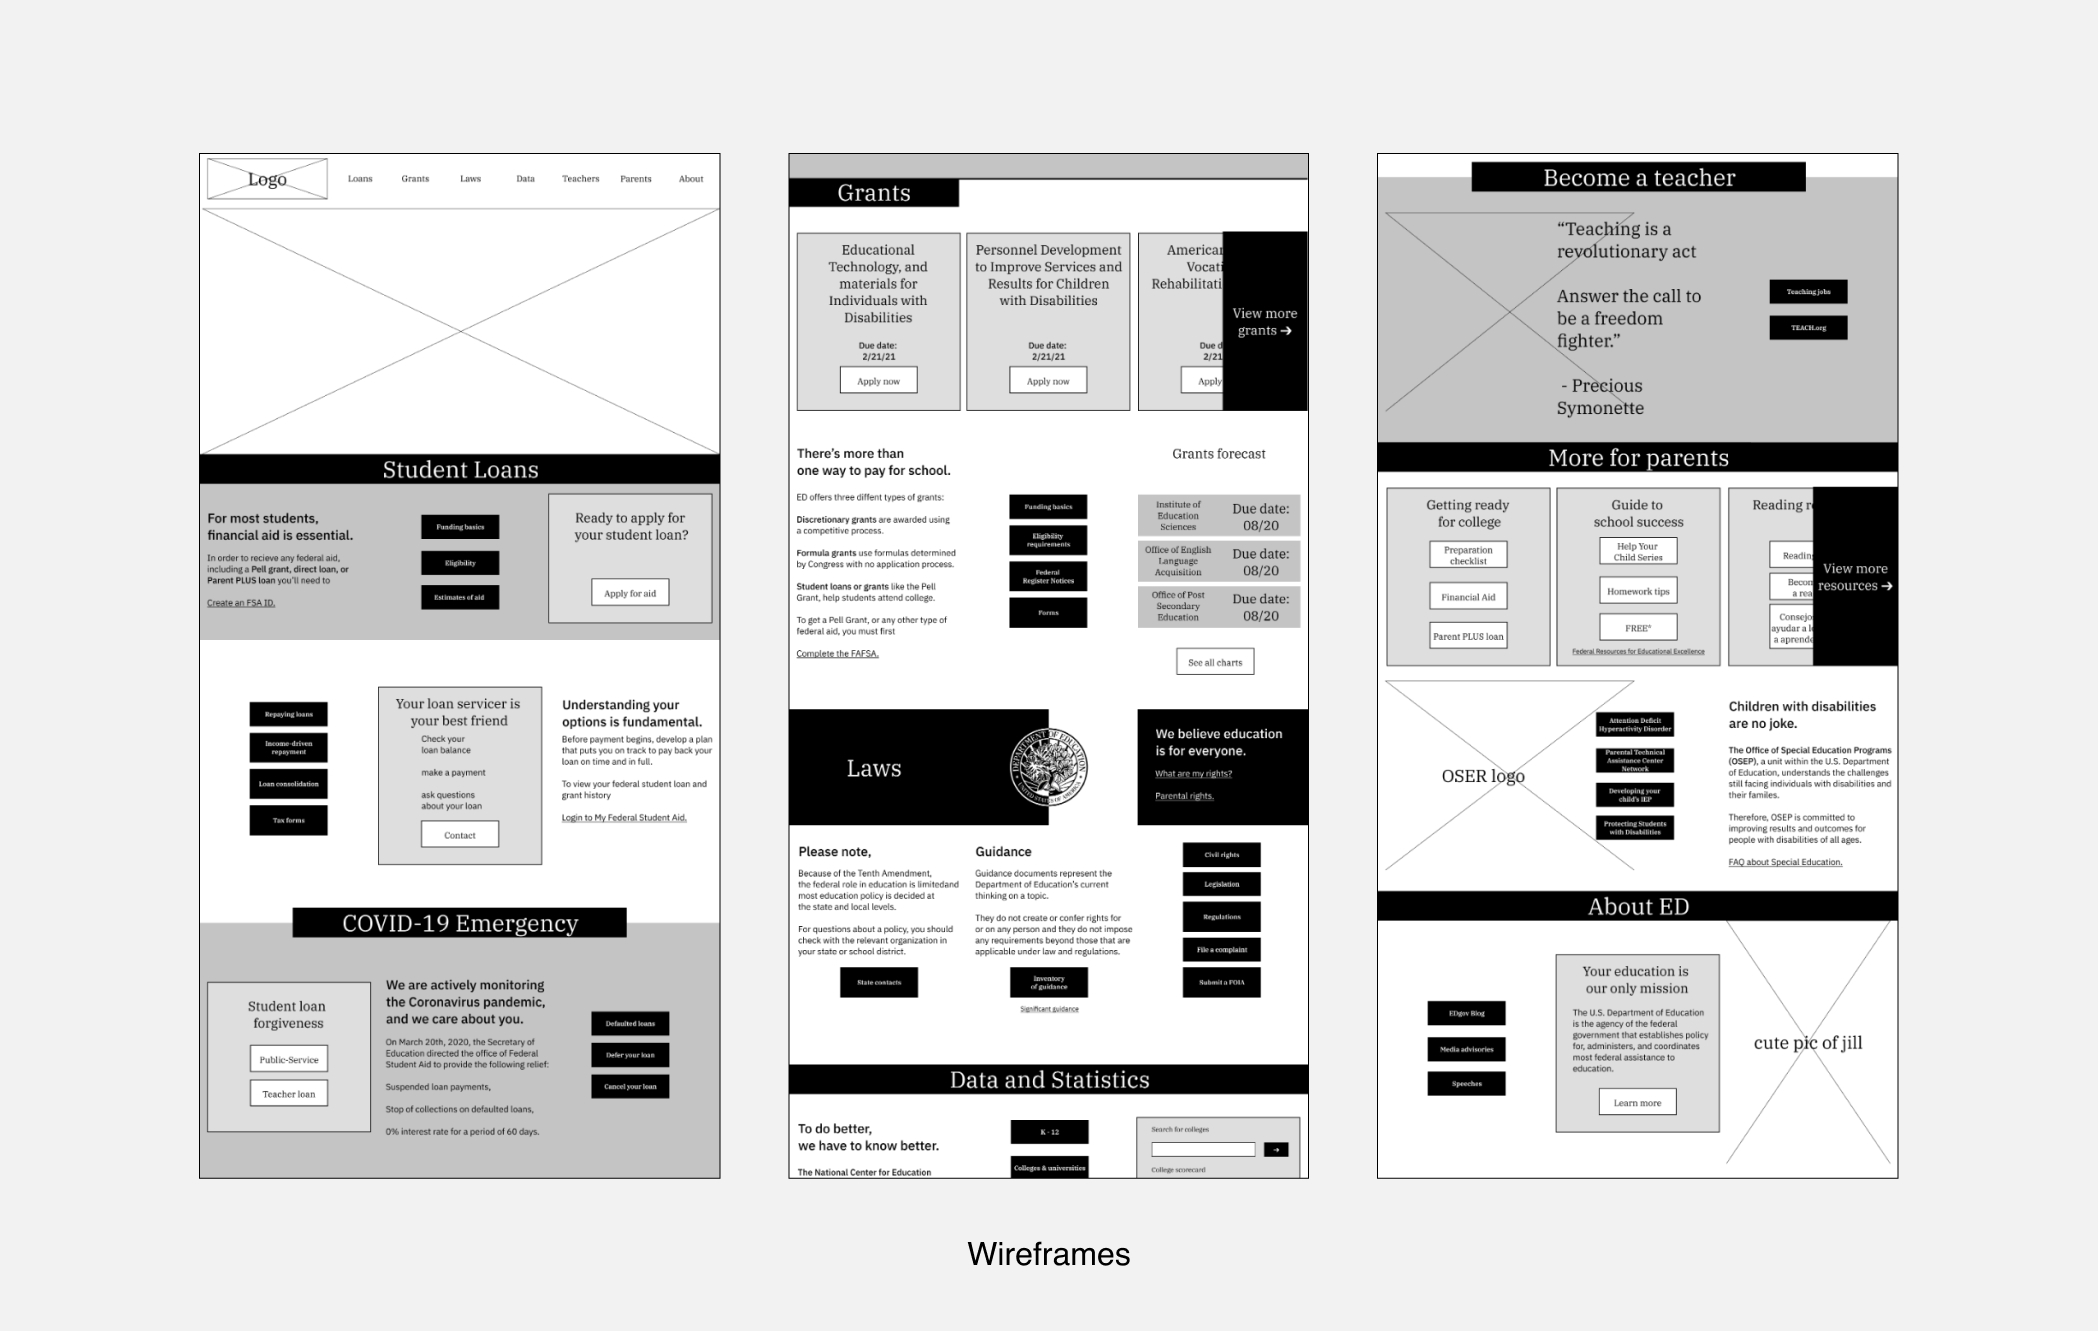 Logo
Loans
Grants
Laws
Data
Teachers
Parents
About
Student Loans
For most students,
financial aid is essential.
In order to recieve any federal aid,
including a Pell grant, direct loan, or
Parent PLUS loan you'll need to
Create an FSA ID.
Funding basics
Eligibility
Estimates of aid
Ready to apply for
your student loan?
Apply for aid
Repaying loans
Income-driven
repayment
Loan consolidation
Tax forms
Your loan servicer is
your best friend
Check your
loan balance
make a payment
ask questions
about your loan
Contact
Understanding your
options is fundamental.
Before payment begins, develop a plan
that puts you on track to pay back your
loan on time and in full.
To view your federal student loan and
grant history
Login to My Federal Student Aid.
COVID-19 Emergency
Student loan
forgiveness
Public-Service
Teacher loan
We are actively monitoring
the Coronavirus pandemic,
and we care about you.
On March 20th, 2020, the Secretary of
Education directed the office of Federal
Student Aid to provide the following relief:
Suspended loan payments,
Stop of collections on defaulted loans,
0% interest rate for a period of 60 days.
Defaulted loans
Defer your loan
Cancel your loan
Grants
Educational
Technology, and
materials for
Individuals with
Disabilities
Due date:
2/21/21
Apply now
Personnel Development
to Improve Services and
Results for Children
with Disabilities
Due date:
2/21/21
Apply now
American
Vocati
Rehabilitati
Due d
2/21
Apply
View more
grants →
There's more than
one way to pay for school.
ED offers three diffent types of grants:
Discretionary grants are awarded using
a competitive process.
Formula grants use formulas determined
by Congress with no application process.
Student loans or grants like the Pell
Grant, help students attend college.
To get a Pell Grant, or any other type of
federal aid, you must first
Complete the FAFSA.
Funding basics
Eligibility
requirements
Federal
Register Notices
Forms
Grants forecast
Institute of
Education
Sciences
Due date:
08/20
Office of English
Language
Acquisition
Due date:
08/20
Office of Post
Secondary
Education
Due date:
08/20
See all charts
Laws
DEPARTMENT OF EDUCATION
UNITED STATES OF AMERICA
We believe education
is for everyone.
What are my rights?
Parental rights.
Please note,
Because of the Tenth Amendment,
the federal role in education is limitedand
most education policy is decided at
the state and local levels.
For questions about a policy, you should
check with the relevant organization in
your state or school district.
State contacts
Guidance
Guidance documents represent the
Department of Education's current
thinking on a topic.
They do not create or confer rights for
or on any person and they do not impose
any requirements beyond those that are
applicable under law and regulations.
Inventory
of guidance
Significant guidance
Civil rights
Legislation
Regulations
File a complaint
Submit a FOIA
Data and Statistics
To do better,
we have to know better.
The National Center for Education
K - 12
Colleges & universities
Search for colleges
→
College scorecard
Become a teacher
“Teaching is a
revolutionary act
Answer the call to
be a freedom
fighter.”
- Precious
Symonette
Teaching jobs
TEACH.org
More for parents
Getting ready
for college
Preparation
checklist
Financial Aid
Parent PLUS loan
Guide to
school success
Help Your
Child Series
Homework tips
FREE*
Federal Resources for Educational Excellence
Reading r
Reading
Becom
a rea
Consejo
ayudar a l
a aprende
View more
resources →
OSER logo
Attention Deficit
Hyperactivity Disorder
Parental Technical
Assistance Center
Network
Developing your
child's IEP
Protecting Students
with Disabilities
Children with disabilities
are no joke.
The Office of Special Education Programs
(OSEP), a unit within the U.S. Department
of Education, understands the challenges
still facing individuals with disabilities and
their familes.
Therefore, OSEP is committed to
improving results and outcomes for
people with disabilities of all ages.
FAQ about Special Education.
About ED
EDgov Blog
Media advisories
Speeches
Your education is
our only mission
The U.S. Department of Education
is the agency of the federal
government that establishes policy
for, administers, and coordinates
most federal assistance to
education.
Learn more
cute pic of jill
Wireframes